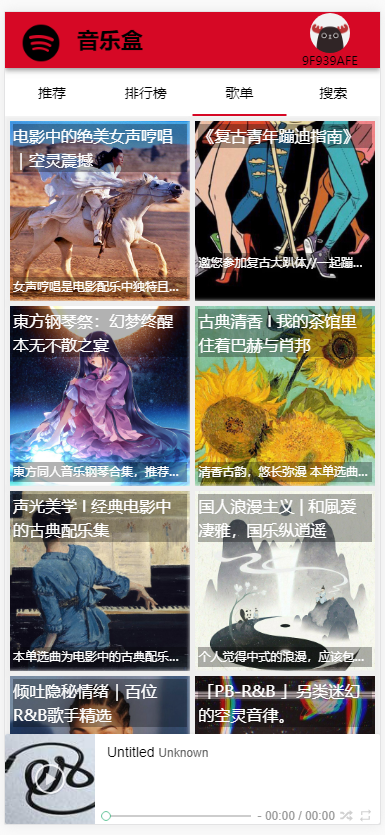 音乐盒
9F939AFE
推荐 排行榜 歌单 搜索
电影中的绝美女声哼唱
｜空灵震撼
女声哼唱是电影配乐中独特且...
《复古青年蹦迪指南》
邀您参加复古大趴体//一起蹦...
東方钢琴祭：幻梦终醒
本无不散之宴
東方同人音乐钢琴合集，推荐...
古典清香 l 我的茶馆里
住着巴赫与肖邦
清香古韵，悠长弥漫 本单选曲...
声光美学 l 经典电影中
的古典配乐集
本单选曲为电影中的古典配乐...
国人浪漫主义 | 和風爱
凄雅，国乐纵逍遥
个人觉得中式的浪漫，应该包...
倾吐隐秘情绪｜百位
R&B歌手精选
「PB-R&B 」另类迷幻
的空灵音律。
Untitled Unknown
- 00:00 / 00:00